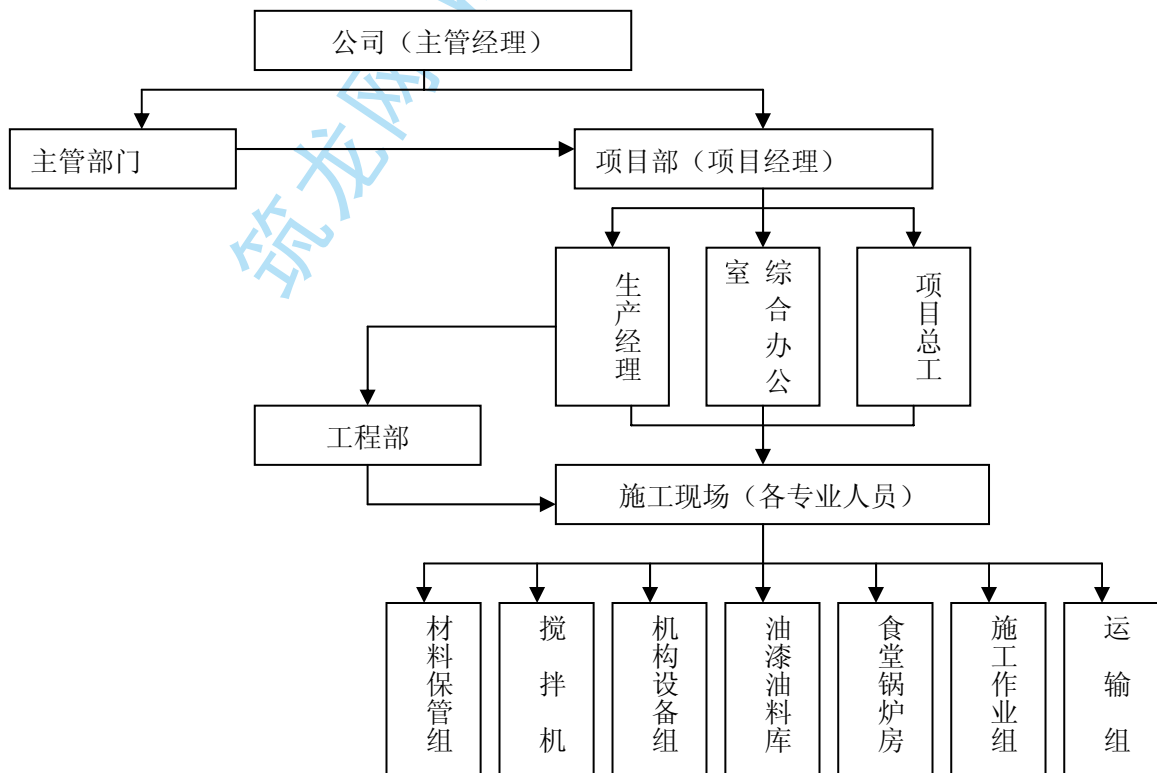 公司（主管经理）
主管部门
项目部（项目经理）
生产经理
综合办公
室
项目总工
工程部
施工现场（各专业人员）
材料保管组
搅拌机
机构设备组
油漆油料库
食堂锅炉房
施工作业组
运输组
筑龙网